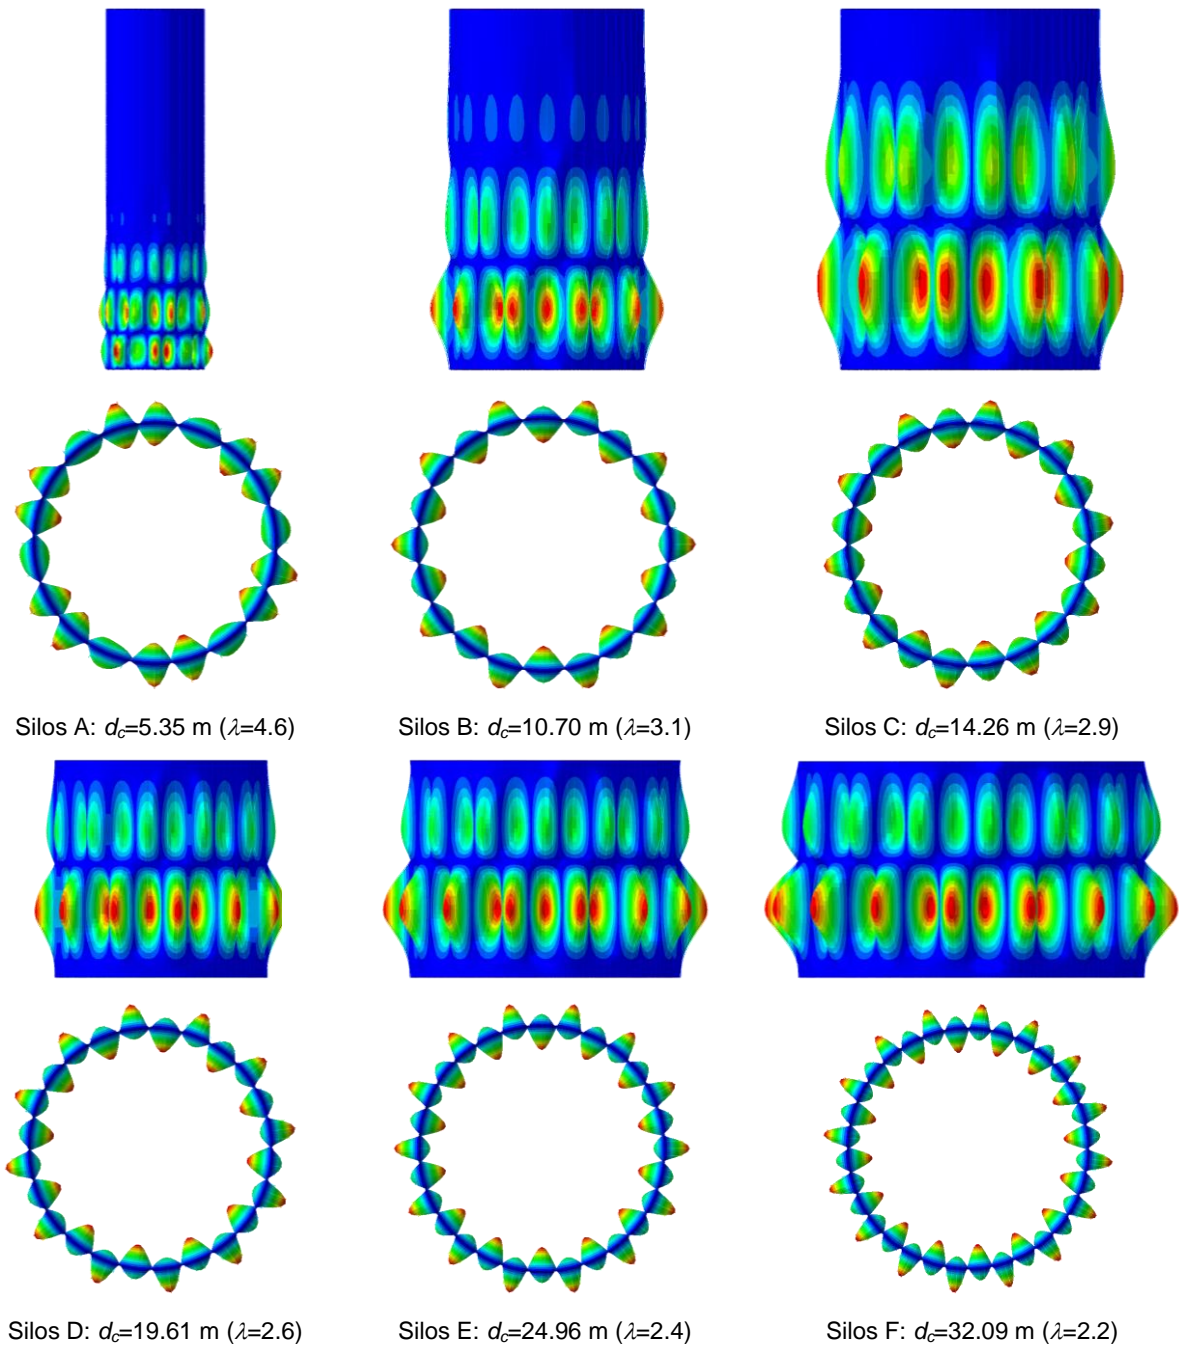 Silos A: dc=5.35 m (λ=4.6)
Silos B: dc=10.70 m (λ=3.1)
Silos C: dc=14.26 m (λ=2.9)
Silos D: dc=19.61 m (λ=2.6)
Silos E: dc=24.96 m (λ=2.4)
Silos F: dc=32.09 m (λ=2.2)